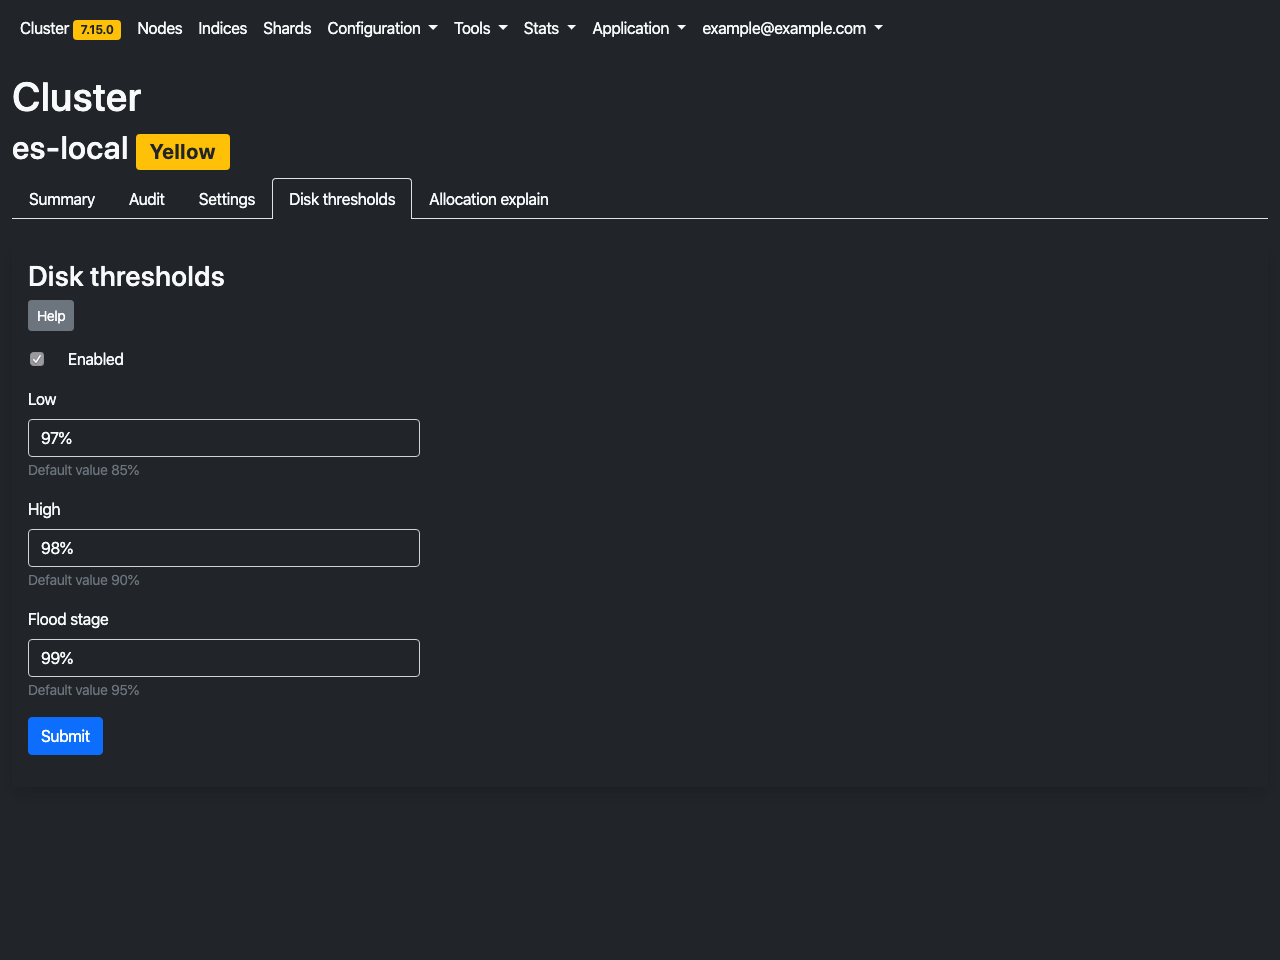 Cluster 7.15.0 Nodes Indices Shards Configuration Tools Stats Application example@example.com
Cluster
es-local Yellow
Summary Audit Settings Disk thresholds Allocation explain
Disk thresholds
Help
Enabled
Low
97%
Default value 85%
High
98%
Default value 90%
Flood stage
99%
Default value 95%
Submit